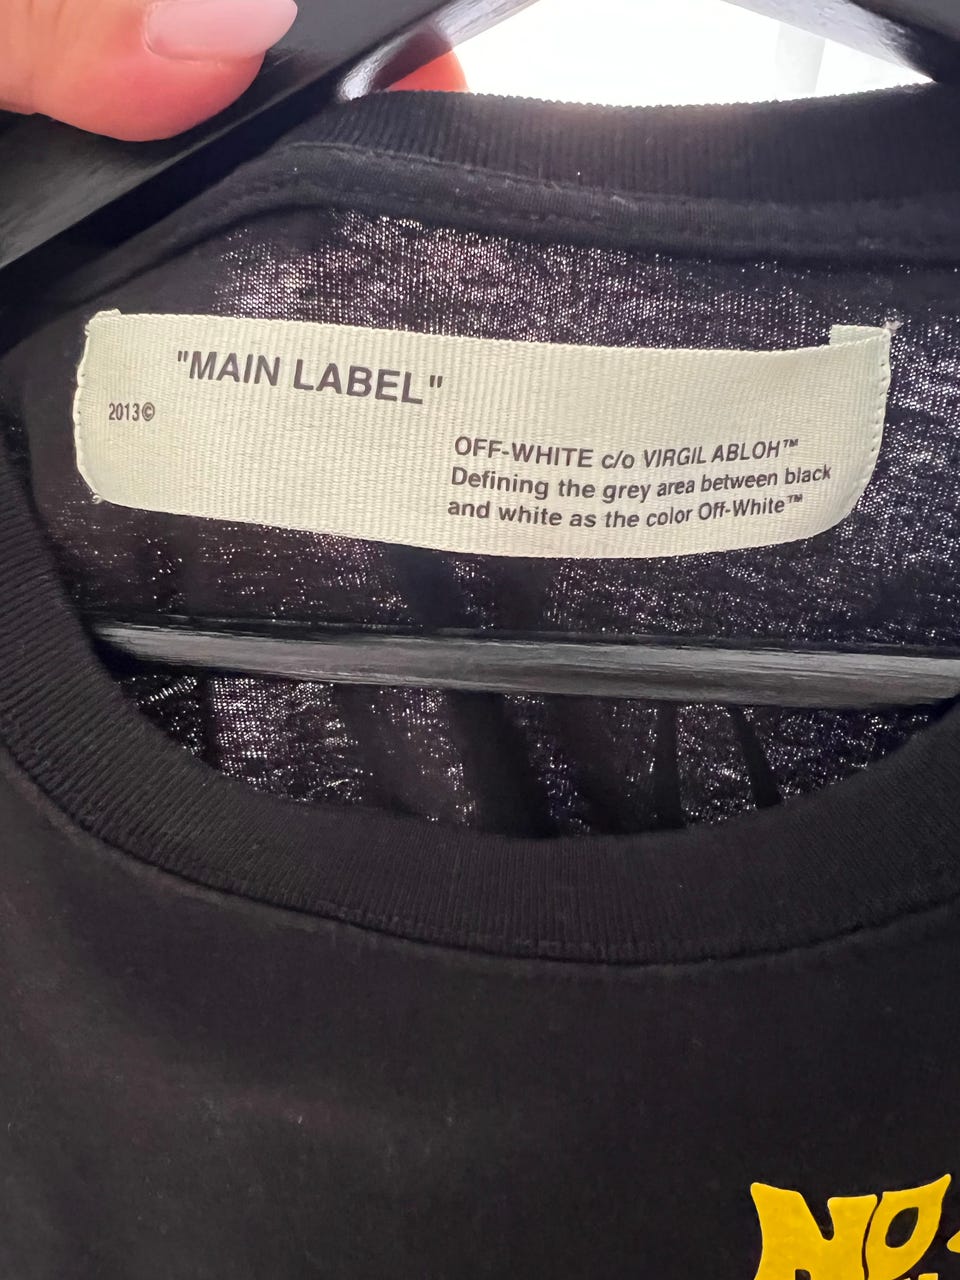 "MAIN LABEL"
2013©
OFF-WHITE c/o VIRGIL ABLOH™
Defining the grey area between black
and white as the color Off-White™
NO